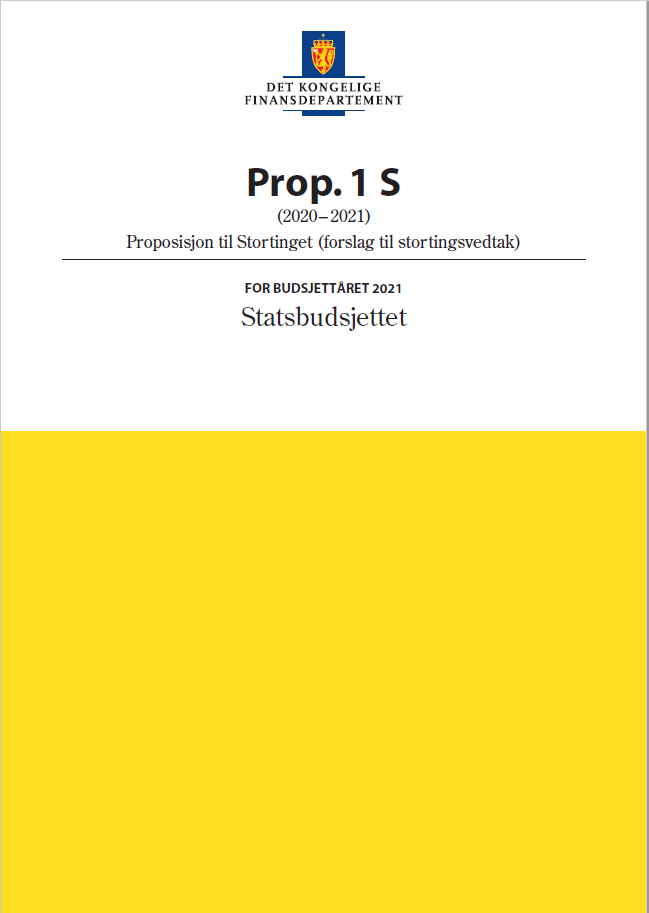 DET KONGELIGE
FINANSDEPARTEMENT
Prop. 1 S
(2020–2021)
Proposisjon til Stortinget (forslag til stortingsvedtak)
FOR BUDSJETTÅRET 2021
Statsbudsjettet